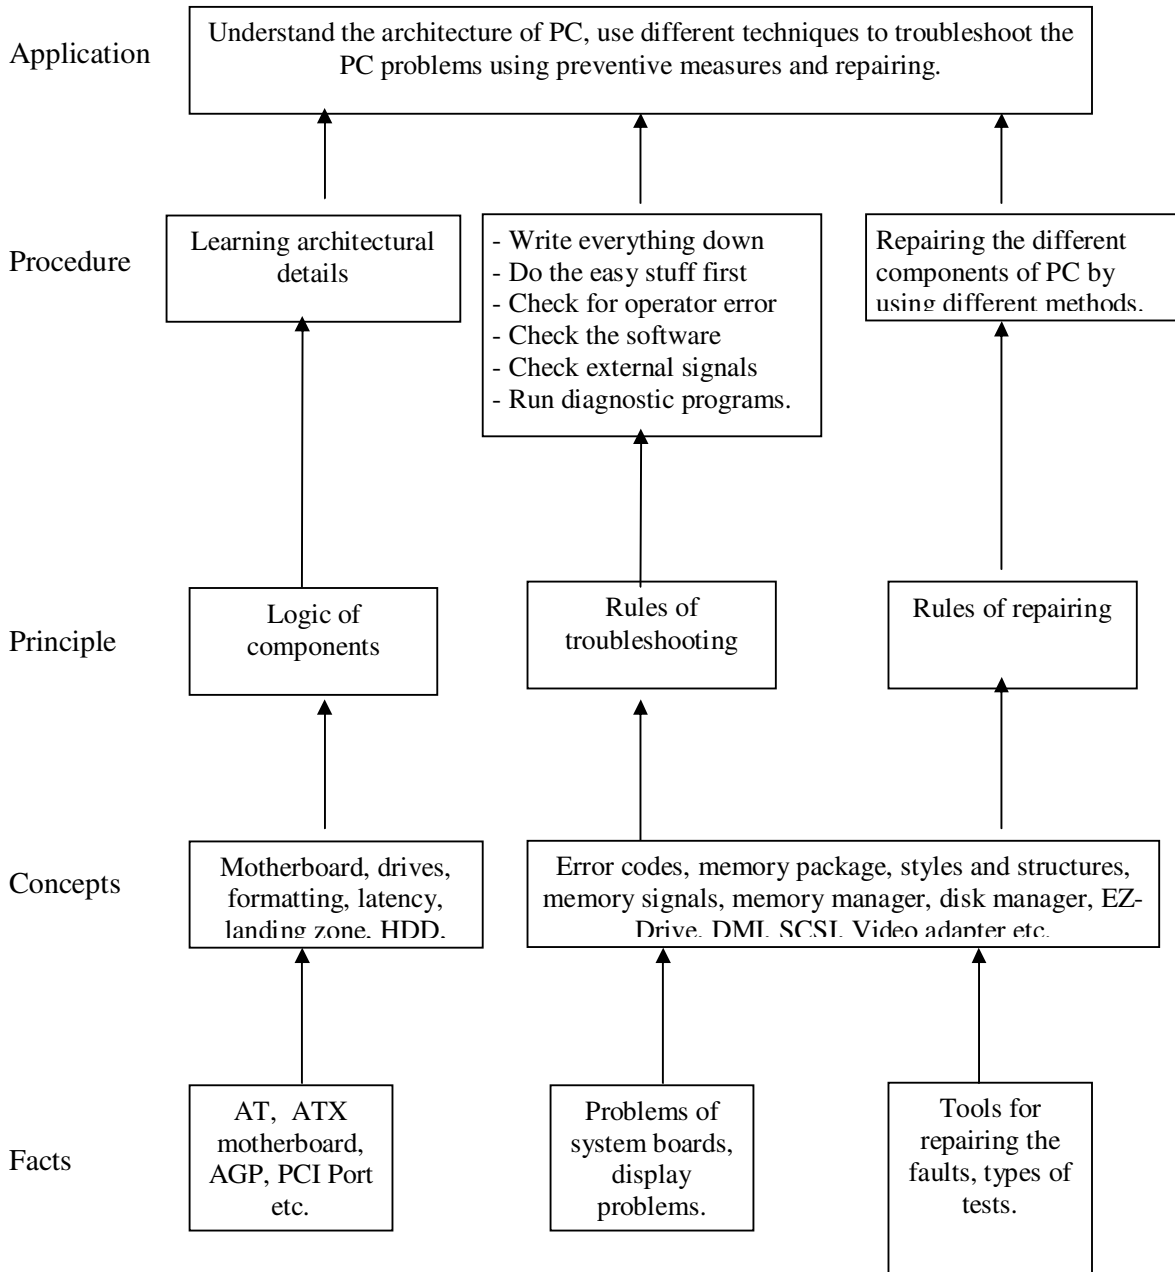 Application
Understand the architecture of PC, use different techniques to troubleshoot the
PC problems using preventive measures and repairing.
Procedure
Learning architectural
details
- Write everything down
- Do the easy stuff first
- Check for operator error
- Check the software
- Check external signals
- Run diagnostic programs.
Repairing the different
components of PC by
using different methods.
Principle
Logic of
components
Rules of
troubleshooting
Rules of repairing
Concepts
Motherboard, drives,
formatting, latency,
landing zone, HDD,
Error codes, memory package, styles and structures,
memory signals, memory manager, disk manager, EZ-
Drive, DMI, SCSI, Video adapter etc.
Facts
AT, ATX
motherboard,
AGP, PCI Port
etc.
Problems of
system boards,
display
problems.
Tools for
repairing the
faults, types of
tests.